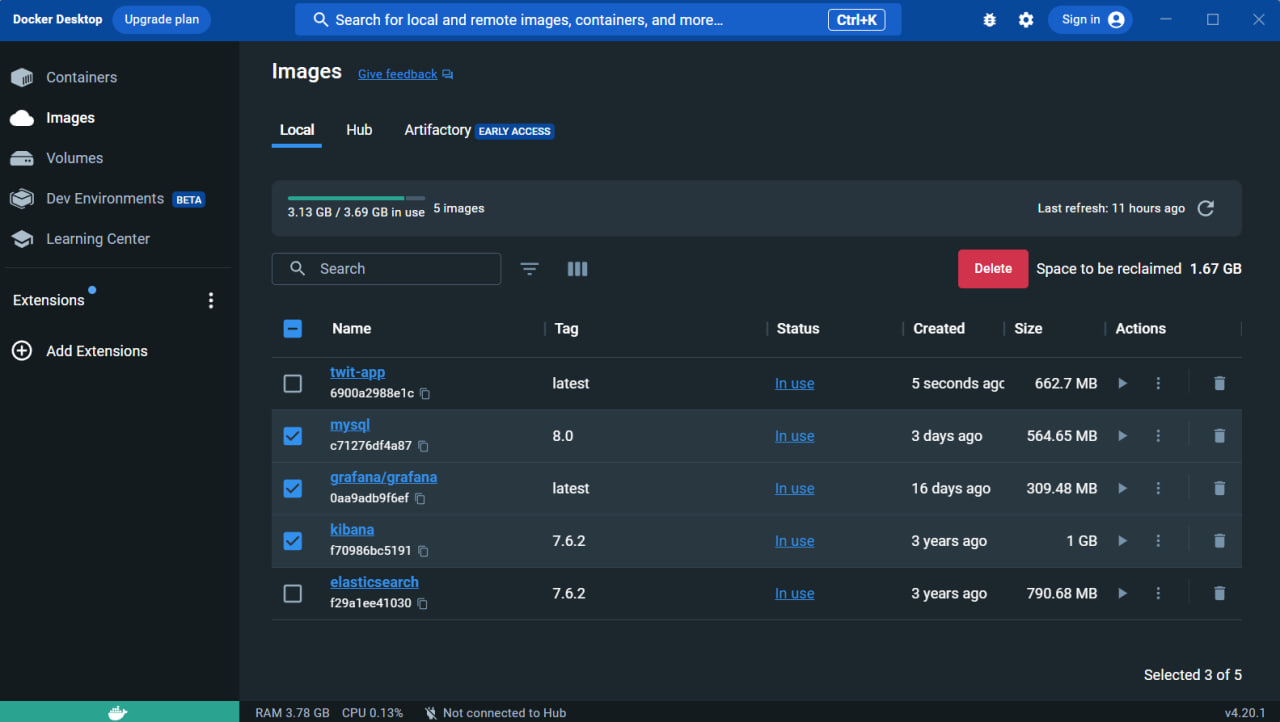 Docker Desktop Upgrade plan Search for local and remote images, containers, and more... Ctrl+K Sign in
Containers
Images
Volumes
Dev Environments BETA
Learning Center
Extensions
Add Extensions
Images Give feedback
Local Hub Artifactory EARLY ACCESS
3.13 GB / 3.69 GB in use 5 images Last refresh: 11 hours ago
Search Delete Space to be reclaimed 1.67 GB
Name Tag Status Created Size Actions
twit-app
6900a2988e1c latest In use 5 seconds ago 662.7 MB
mysql
c71276df4a87 8.0 In use 3 days ago 564.65 MB
grafana/grafana
0aa9adb9f6ef latest In use 16 days ago 309.48 MB
kibana
f70986bc5191 7.6.2 In use 3 years ago 1 GB
elasticsearch
f29a1ee41030 7.6.2 In use 3 years ago 790.68 MB
Selected 3 of 5
RAM 3.78 GB CPU 0.13% Not connected to Hub v4.20.1